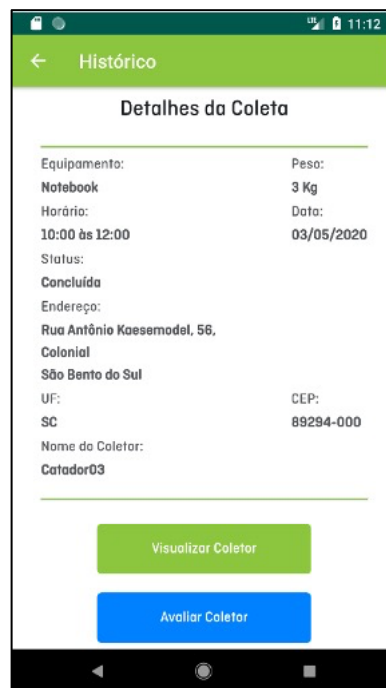 LTE 11:12
Histórico
Detalhes da Coleta
Equipamento: Peso:
Notebook 3 Kg
Horário: Data:
10:00 às 12:00 03/05/2020
Status:
Concluída
Endereço:
Rua Antônio Kaesemodel, 56,
Colonial
São Bento do Sul
UF: CEP:
SC 89294-000
Nome do Coletor:
Catador03
Visualizar Coletor
Avaliar Coletor